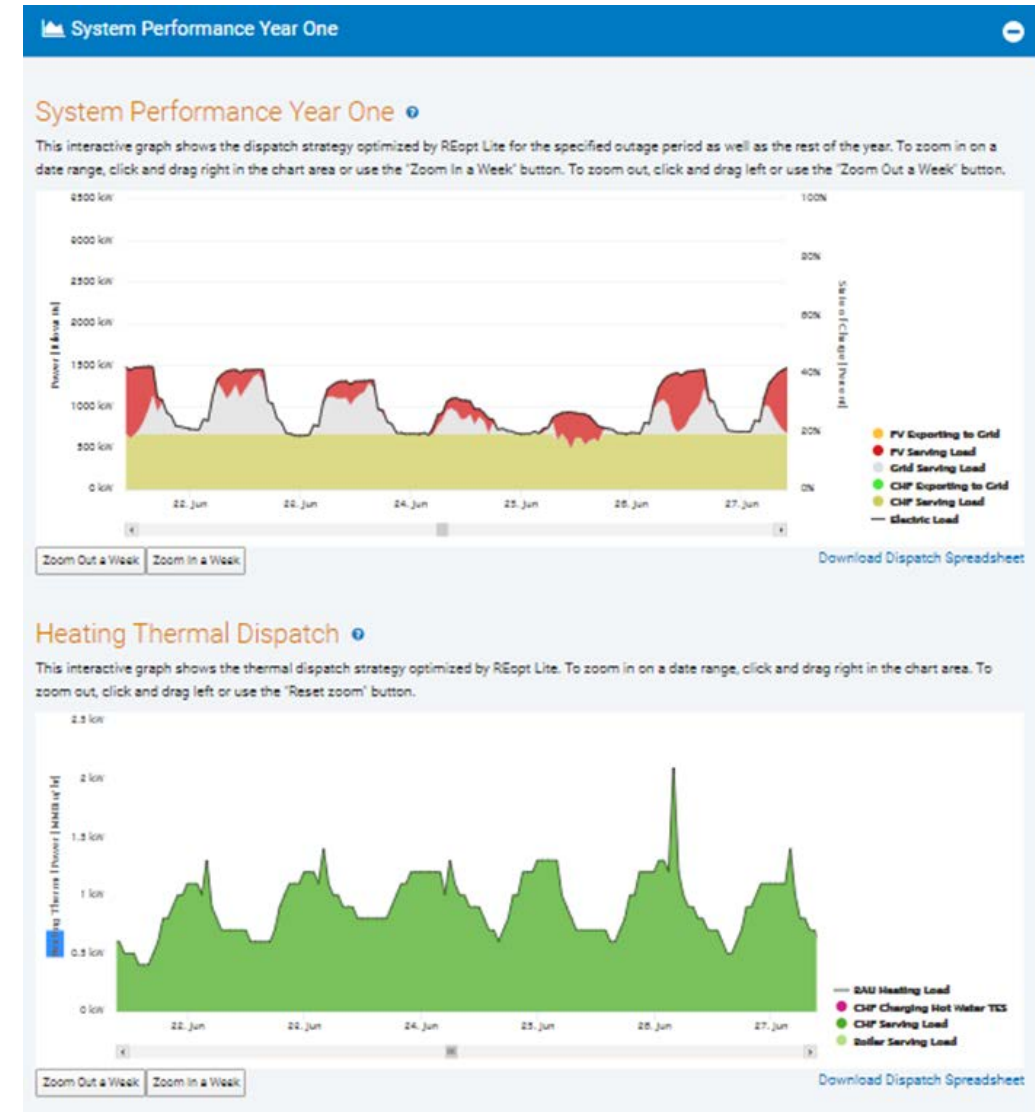 System Performance Year One
System Performance Year One
This interactive graph shows the dispatch strategy optimized by REopt Lite for the specified outage period as well as the rest of the year. To zoom in on a
date range, click and drag right in the chart area or use the "Zoom In a Week" button. To zoom out, click and drag left or use the "Zoom Out a Week" button.
100%
80%
2500 kW
60%
2000 kW
1500 kW
40%
1000 kW
20%
500 kW
0 kW
0%
Power [Kilowatts]
State of Charge [Percent]
22. Jun
24. Jun
25. Jun
26. Jun
27. Jun
PV Exporting to Grid
PV Serving Load
Grid Serving Load
CHP Exporting to Grid
CHP Serving Load
Electric Load
Zoom Out a Week
Zoom In a Week
Download Dispatch Spreadsheet
Heating Thermal Dispatch
This interactive graph shows the thermal dispatch strategy optimized by REopt Lite. To zoom in on a date range, click and drag right in the chart area. To
zoom out, click and drag left or use the "Reset zoom" button.
2.5 kW
2 kW
1.5 kW
1 kW
0.5 kW
0 kW
22. Jun
24. Jun
25. Jun
26. Jun
27. Jun
BAU Heating Load
CHP Charging Hot Water TES
CHP Serving Load
Boiler Serving Load
Zoom Out a Week
Zoom In a Week
Download Dispatch Spreadsheet